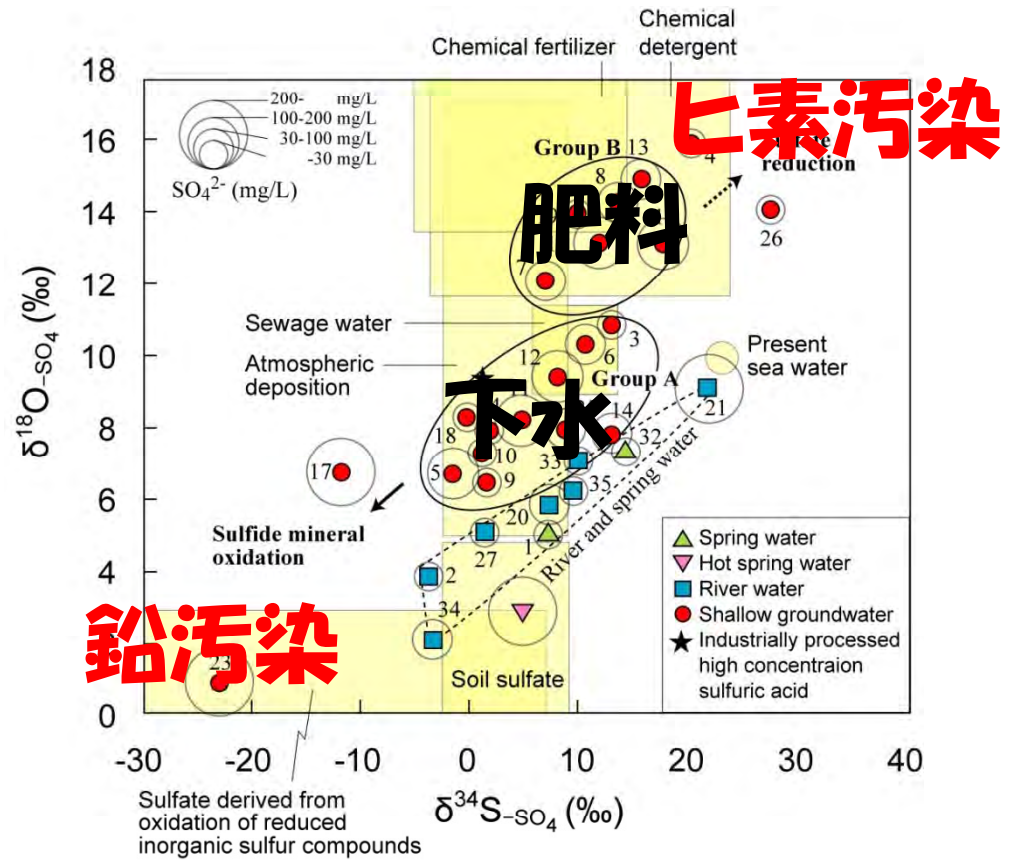 Chemical
detergent
Chemical fertilizer
18
16
14
12
10
8
6
4
0
δ18O-SO4 (‰)
200- mg/L
100-200 mg/L
30-100 mg/L
-30 mg/L
SO4 2- (mg/L)
ヒ素汚染
4
reduction
Group B
13
8
肥料
7
26
Sewage water
Atmospheric
deposition
3
6
12
Group A
下水
Present
sea water
21
14
32
18
10
33
5
9
35
17
20
River and spring water
Sulfide mineral
oxidation
27
1
2
34
鉛汚染
23
Soil sulfate
Spring water
Hot spring water
River water
Shallow groundwater
Industrially processed
high concentraion
sulfuric acid
-30 -20 -10 0 10 20 30 40
δ34S-SO4 (‰)
Sulfate derived from
oxidation of reduced
inorganic sulfur compounds